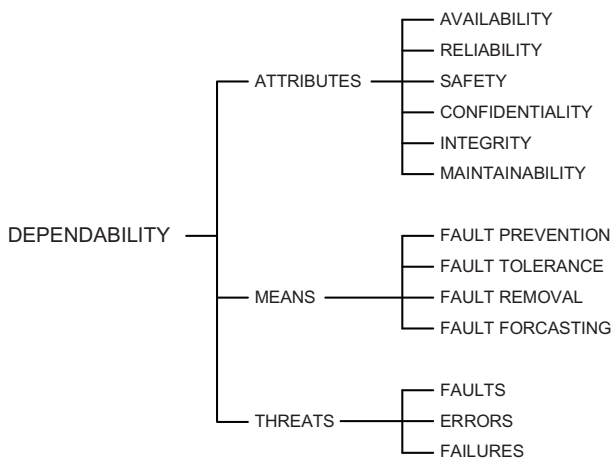 DEPENDABILITY
ATTRIBUTES
AVAILABILITY
RELIABILITY
SAFETY
CONFIDENTIALITY
INTEGRITY
MAINTAINABILITY
MEANS
FAULT PREVENTION
FAULT TOLERANCE
FAULT REMOVAL
FAULT FORCASTING
THREATS
FAULTS
ERRORS
FAILURES